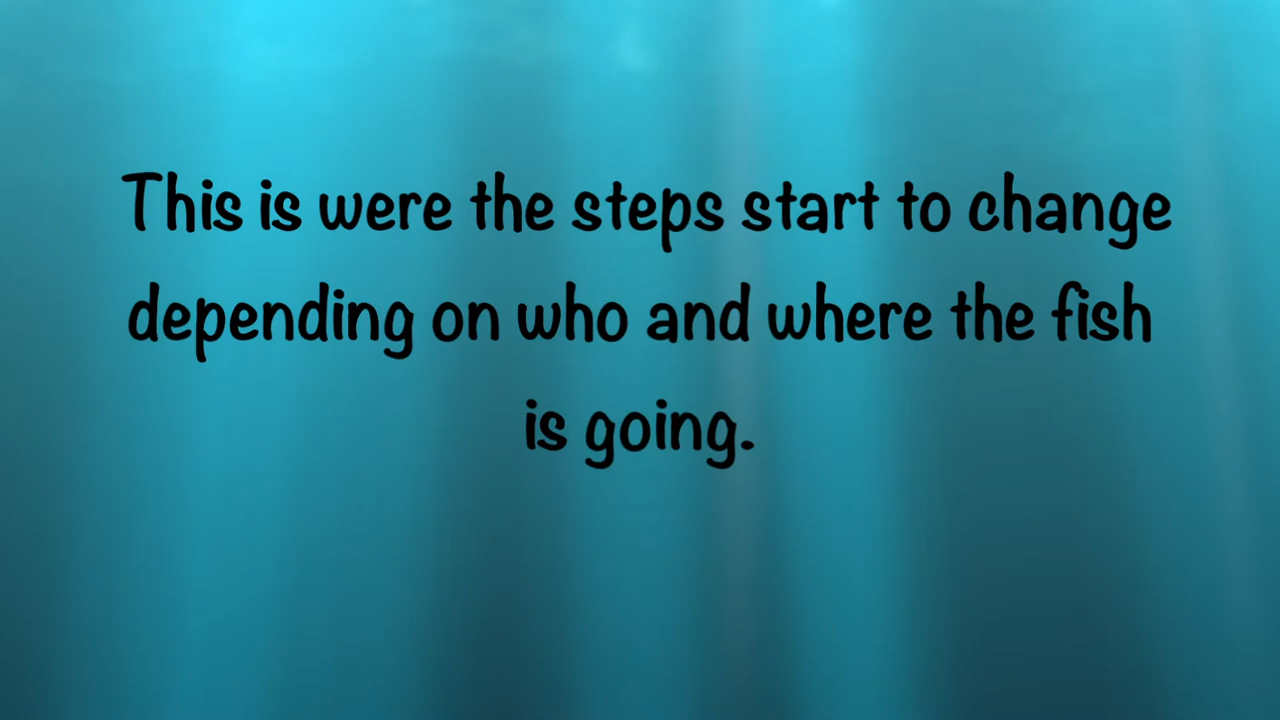 This is were the steps start to change
depending on who and where the fish
is going.